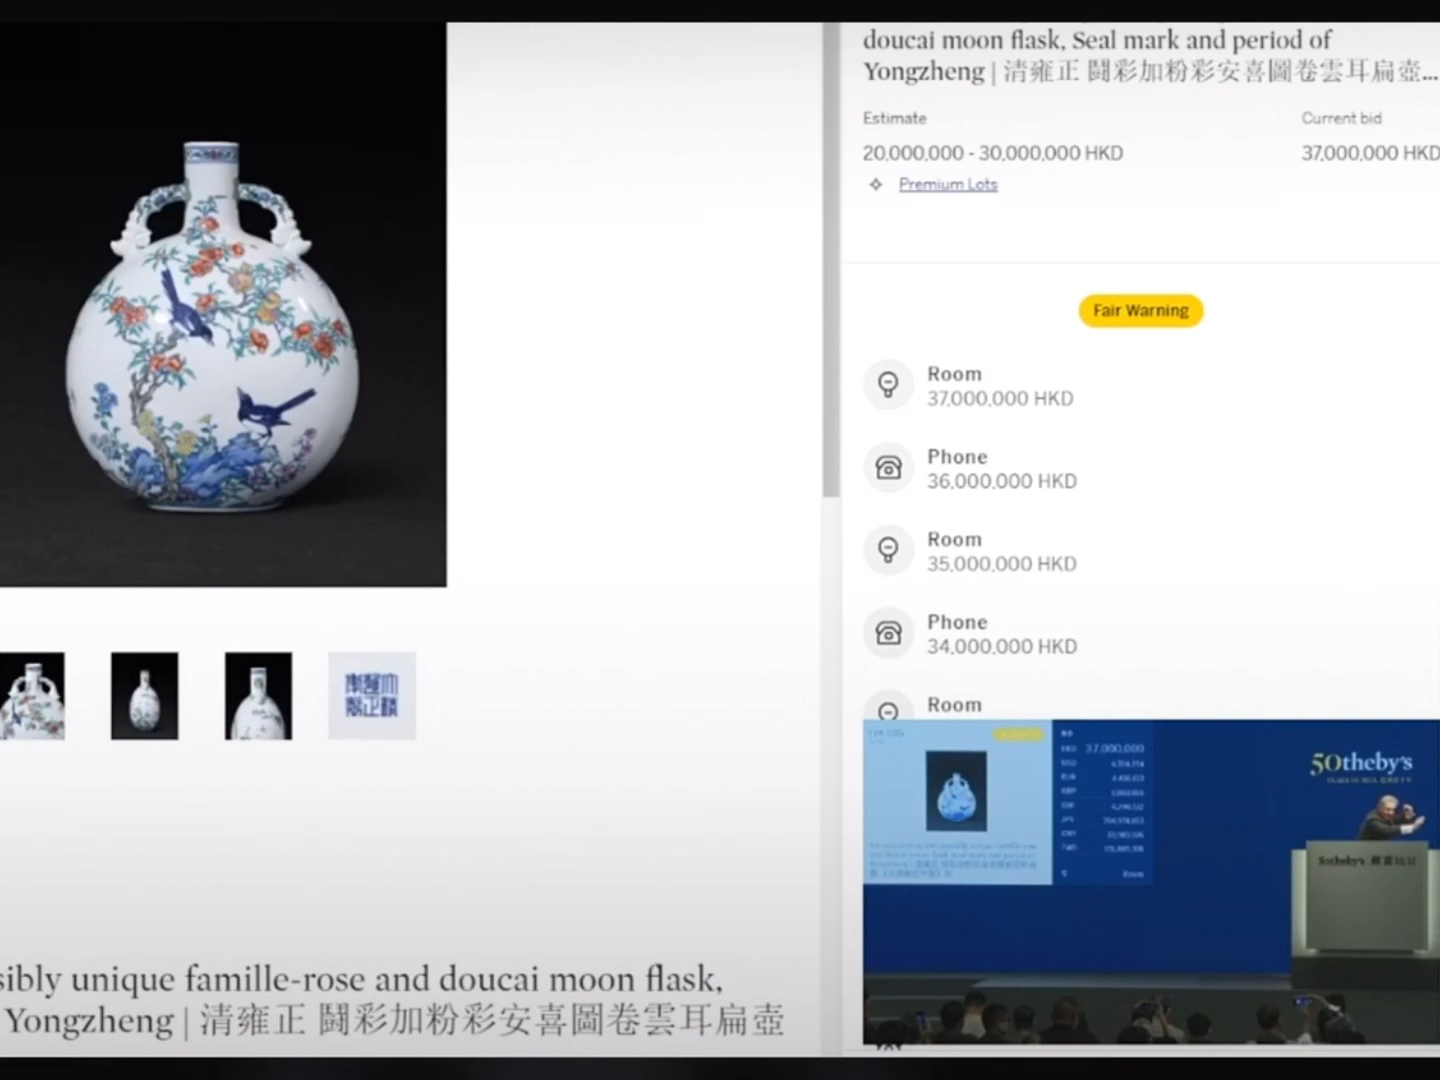 doucai moon flask, Seal mark and period of
Yongzheng | 清雍正 鬪彩加粉彩安喜圖卷雲耳扁壺...
Estimate
Current bid
20,000,000 - 30,000,000 HKD
37,000,000 HKD
Premium Lots
Fair Warning
Room
37,000,000 HKD
Phone
36,000,000 HKD
Room
35,000,000 HKD
Phone
34,000,000 HKD
Room
37,000,000
50theby's
Sotheby's
Room
sibly unique famille-rose and doucai moon flask,
Yongzheng | 清雍正 鬪彩加粉彩安喜圖卷雲耳扁壺